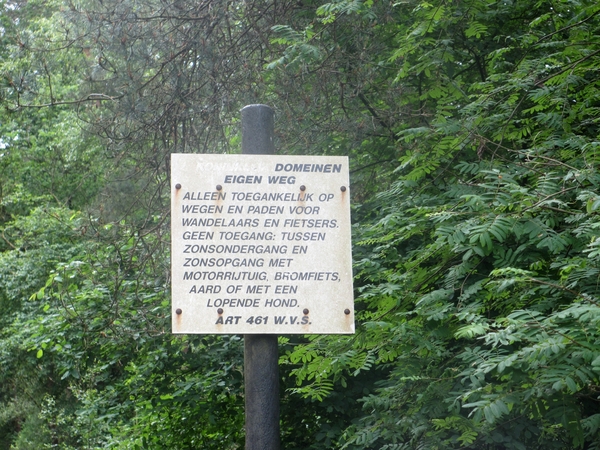 DOMEINEN
EIGEN WEG
ALLEEN TOEGANKELIJK OP
WEGEN EN PADEN VOOR
WANDELAARS EN FIETSERS.
GEEN TOEGANG: TUSSEN
ZONSONDERGANG EN
ZONSOPGANG MET
MOTORRIJTUIG, BROMFIETS,
AARD OF MET EEN
LOPENDE HOND.
ART 461 W.V.S.